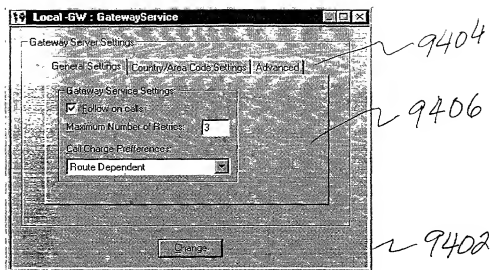 Local-GW : GatewayService
Gateway Server Settings
General Settings Country/Area Code Settings Advanced
Gateway Service Settings
Follow on calls
Maximum Number of Retries: 3
Call Charge Preferences:
Route Dependent
Change
9404
9406
9402